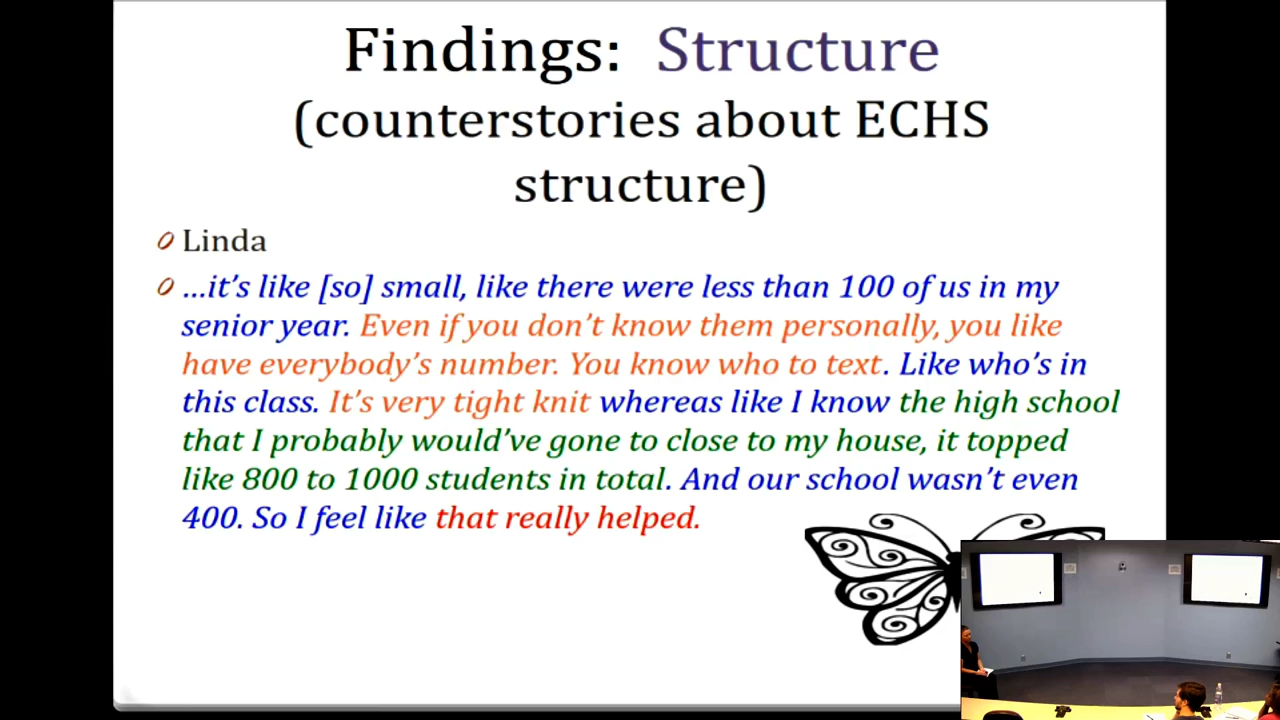 Findings: Structure
(counterstories about ECHS
structure)
Linda
…it's like [so] small, like there were less than 100 of us in my
senior year. Even if you don't know them personally, you like
have everybody's number. You know who to text. Like who's in
this class. It's very tight knit whereas like I know the high school
that I probably would've gone to close to my house, it topped
like 800 to 1000 students in total. And our school wasn't even
400. So I feel like that really helped.